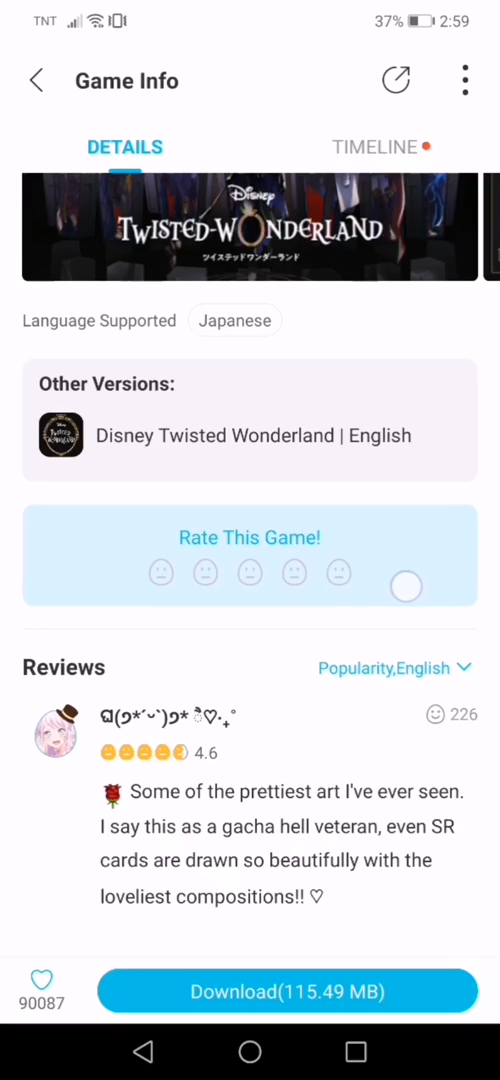 TNT 37% 2:59
Game Info
DETAILS TIMELINE
Disney
TWISTED-WONDERLAND
ツイステッドワンダーランド
Language Supported Japanese
Other Versions:
Disney Twisted Wonderland | English
Rate This Game!
Reviews Popularity,English
226
4.6
🌹 Some of the prettiest art I've ever seen.
I say this as a gacha hell veteran, even SR
cards are drawn so beautifully with the
loveliest compositions!! ♡
90087 Download(115.49 MB)